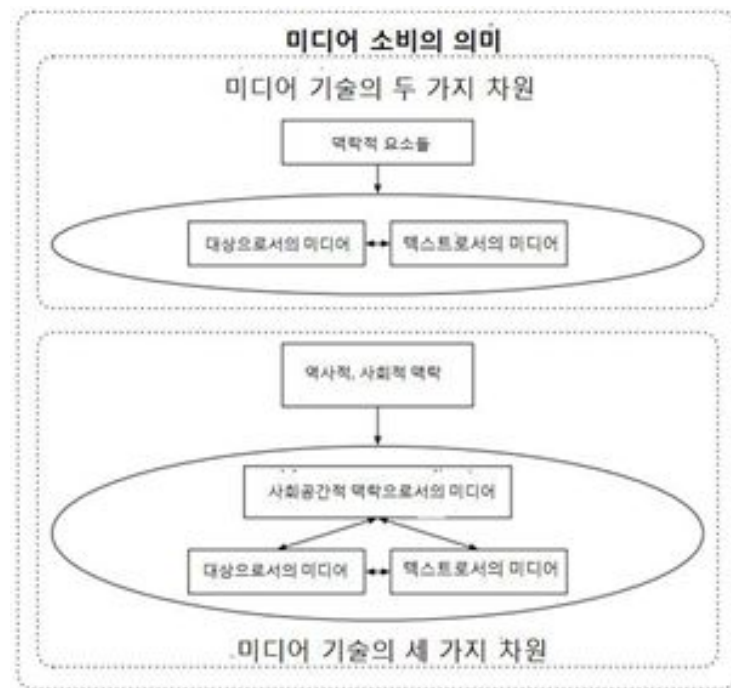 미디어 소비의 의미
미디어 기술의 두 가지 차원
맥락적 요소들
대상으로서의 미디어
텍스트로서의 미디어
역사적, 사회적 맥락
사회공간적 맥락으로서의 미디어
대상으로서의 미디어
텍스트로서의 미디어
미디어 기술의 세 가지 차원